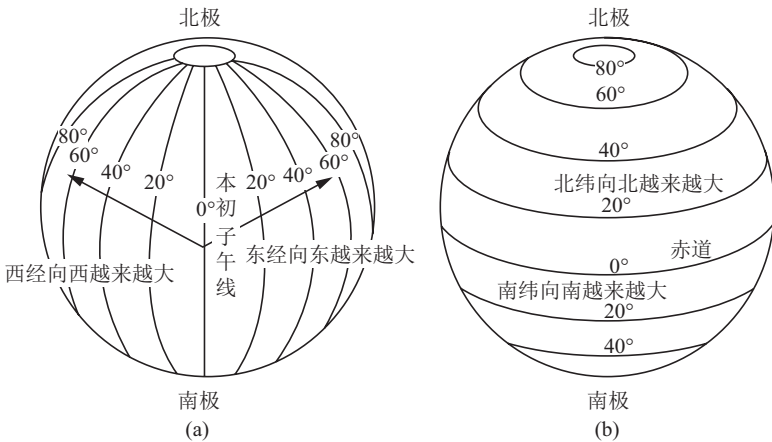 北极
80°
60°
40°
20°
0°
20°
40°
60°
80°
本初子午线
西经向西越来越大
东经向东越来越大
南极
(a)
北极
80°
60°
40°
北纬向北越来越大
20°
赤道
0°
南纬向南越来越大
20°
40°
南极
(b)